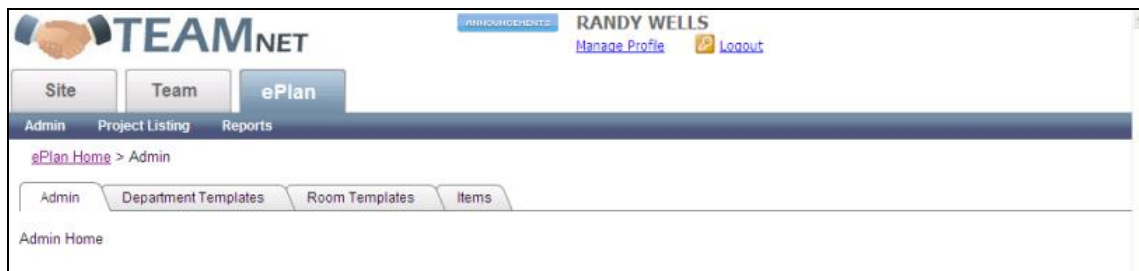 TEAMNET
ANNOUNCEMENTS
RANDY WELLS
Manage Profile Logout
Site Team ePlan
Admin Project Listing Reports
ePlan Home > Admin
Admin Department Templates Room Templates Items
Admin Home